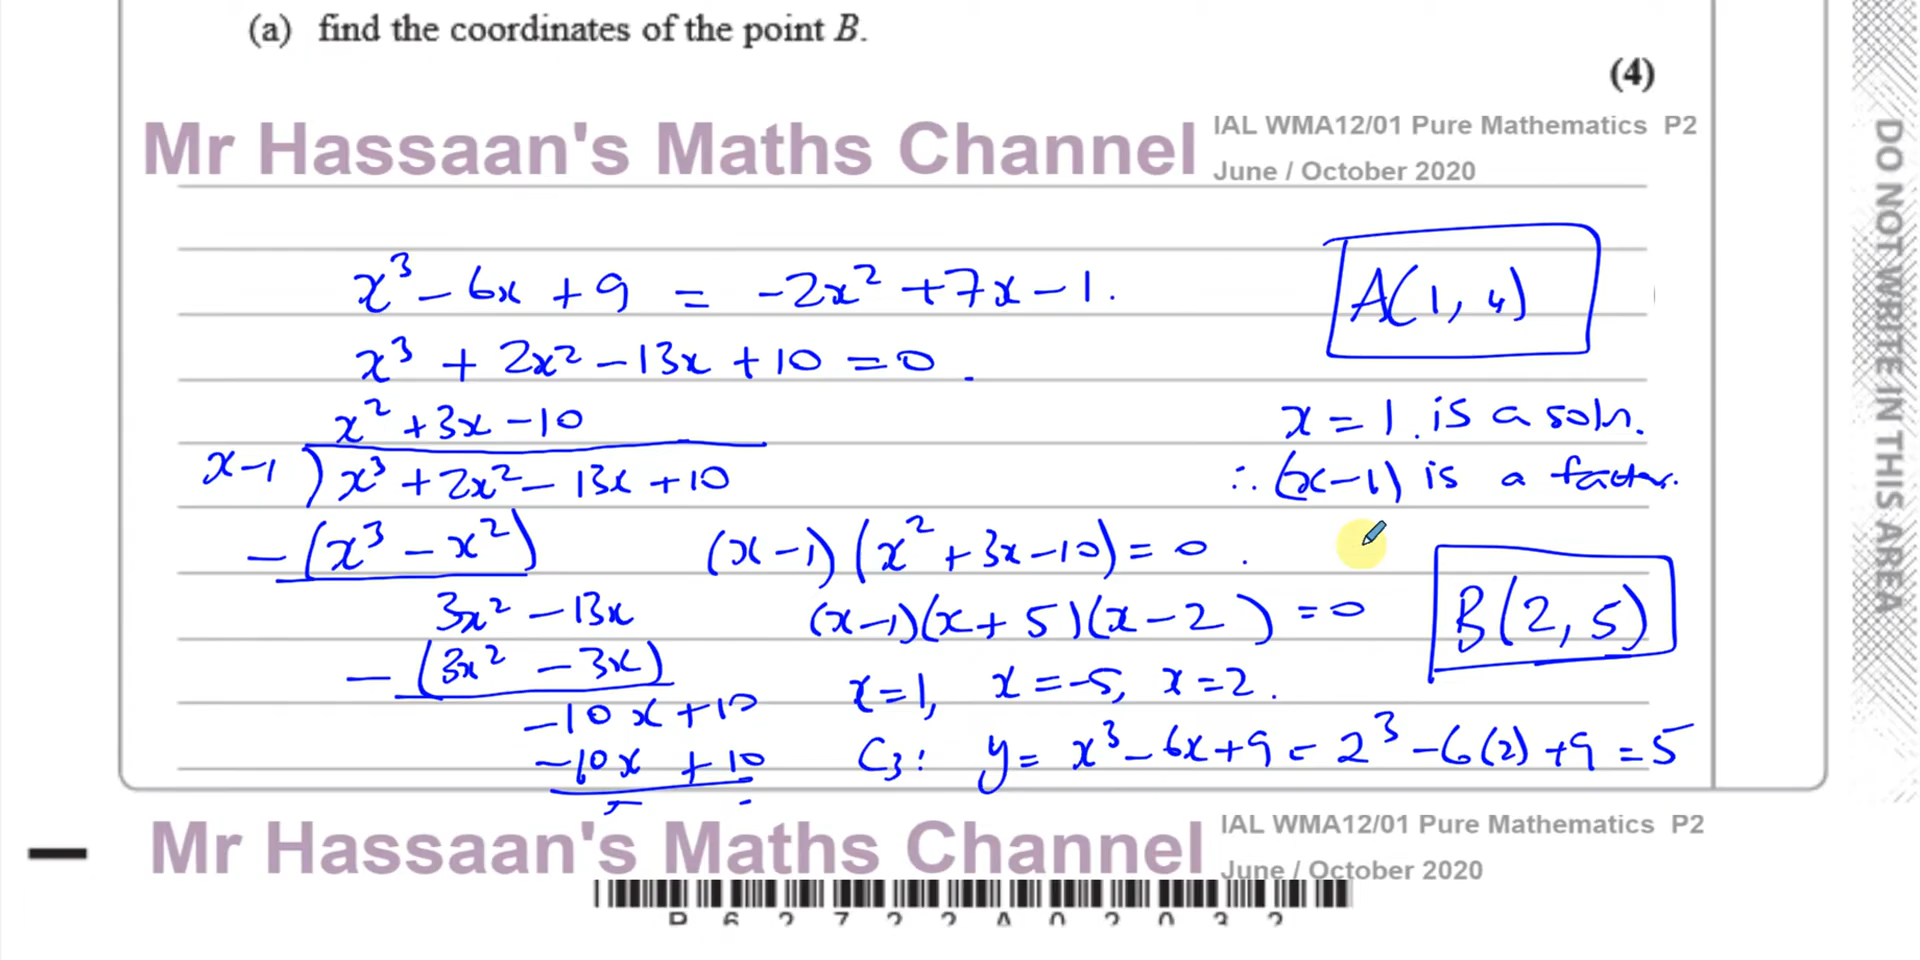 (a) find the coordinates of the point B.
(4)
Mr Hassaan's Maths Channel
IAL WMA12/01 Pure Mathematics P2
June / October 2020
DO NOT WRITE IN THIS AREA
x³ - 6x + 9 = -2x² + 7x - 1.
A(1, 4)
x³ + 2x² - 13x + 10 = 0.
x² + 3x - 10
x = 1. is a soln.
x-1 ) x³ + 2x² - 13x + 10
∴ (x-1) is a factor.
- (x³ - x²)
(x-1)(x² + 3x - 10) = 0.
3x² - 13x
(x-1)(x+5)(x-2) = 0
B(2, 5)
- (3x² - 3x)
x = 1, x = -5, x = 2.
-10x + 10
-10x + 10
C₃: y = x³ - 6x + 9 = 2³ - 6(2) + 9 = 5
Mr Hassaan's Maths Channel
IAL WMA12/01 Pure Mathematics P2
June / October 2020